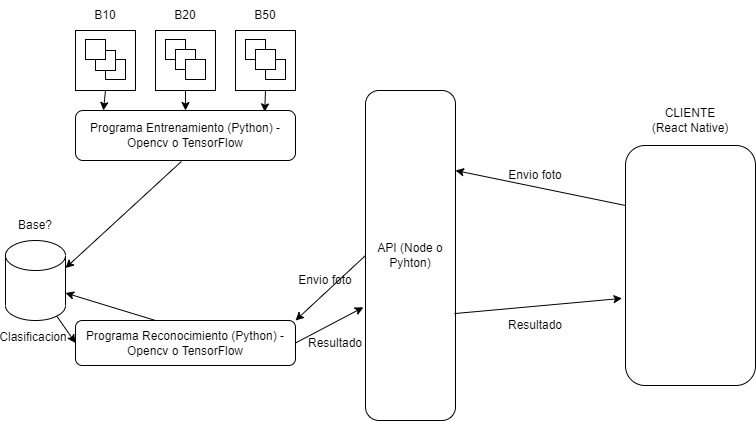 B10
B20
B50
Programa Entrenamiento (Python) -
Opencv o TensorFlow
CLIENTE
(React Native)
Envio foto
Base?
API (Node o
Pyhton)
Envio foto
Clasificacion
Programa Reconocimiento (Python) -
Opencv o TensorFlow
Resultado
Resultado